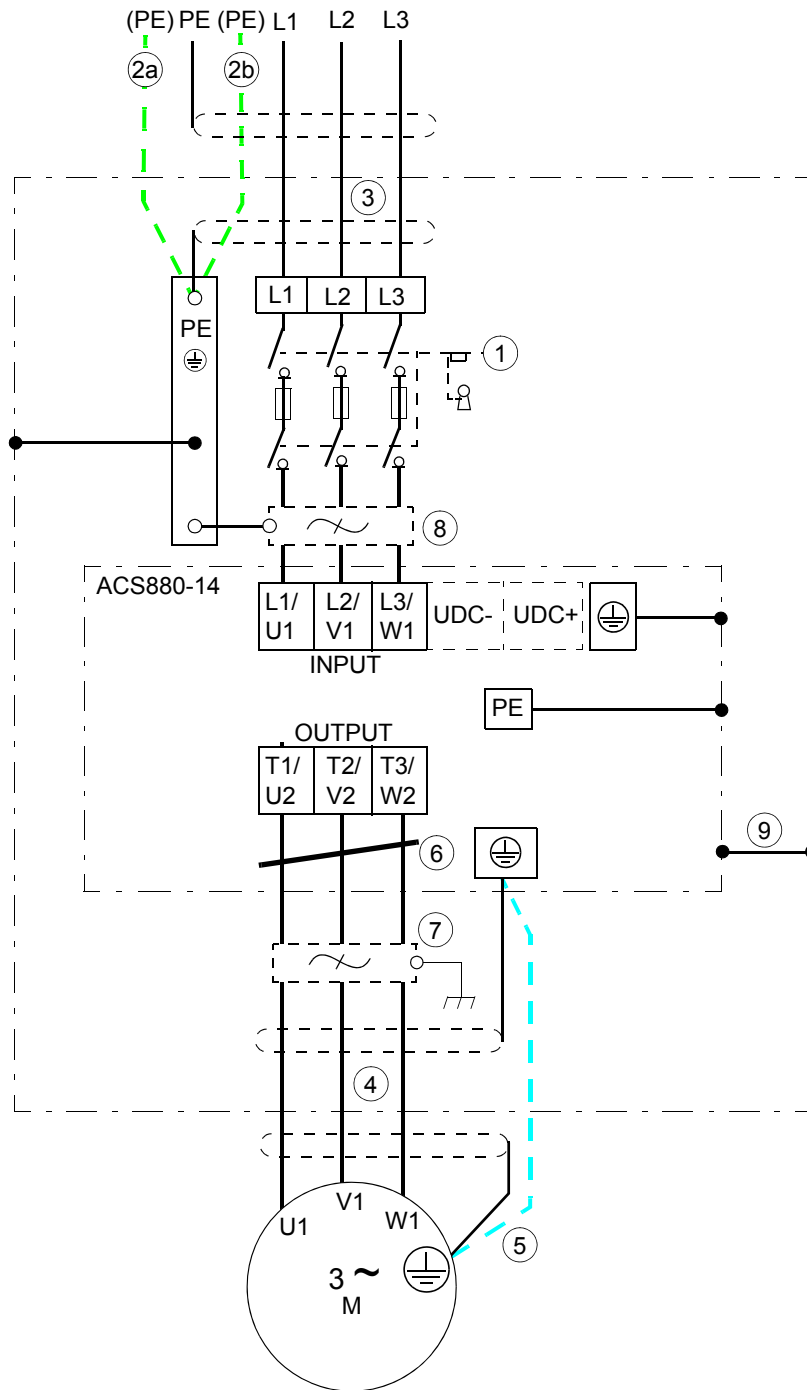 (PE) PE (PE) L1 L2 L3
2a 2b
3
L1 L2 L3
PE
1
8
ACS880-14
L1/ L2/ L3/ UDC- UDC+
U1 V1 W1
INPUT
PE
OUTPUT
T1/ T2/ T3/
U2 V2 W2
9
6
7
4
U1 V1 W1
5
3 ~
M